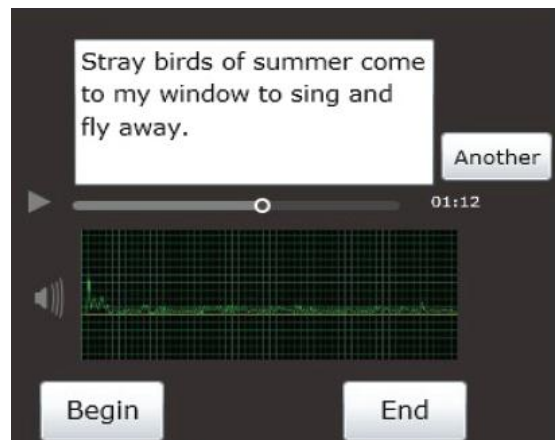 Stray birds of summer come
to my window to sing and
fly away.
Another
01:12
Begin
End